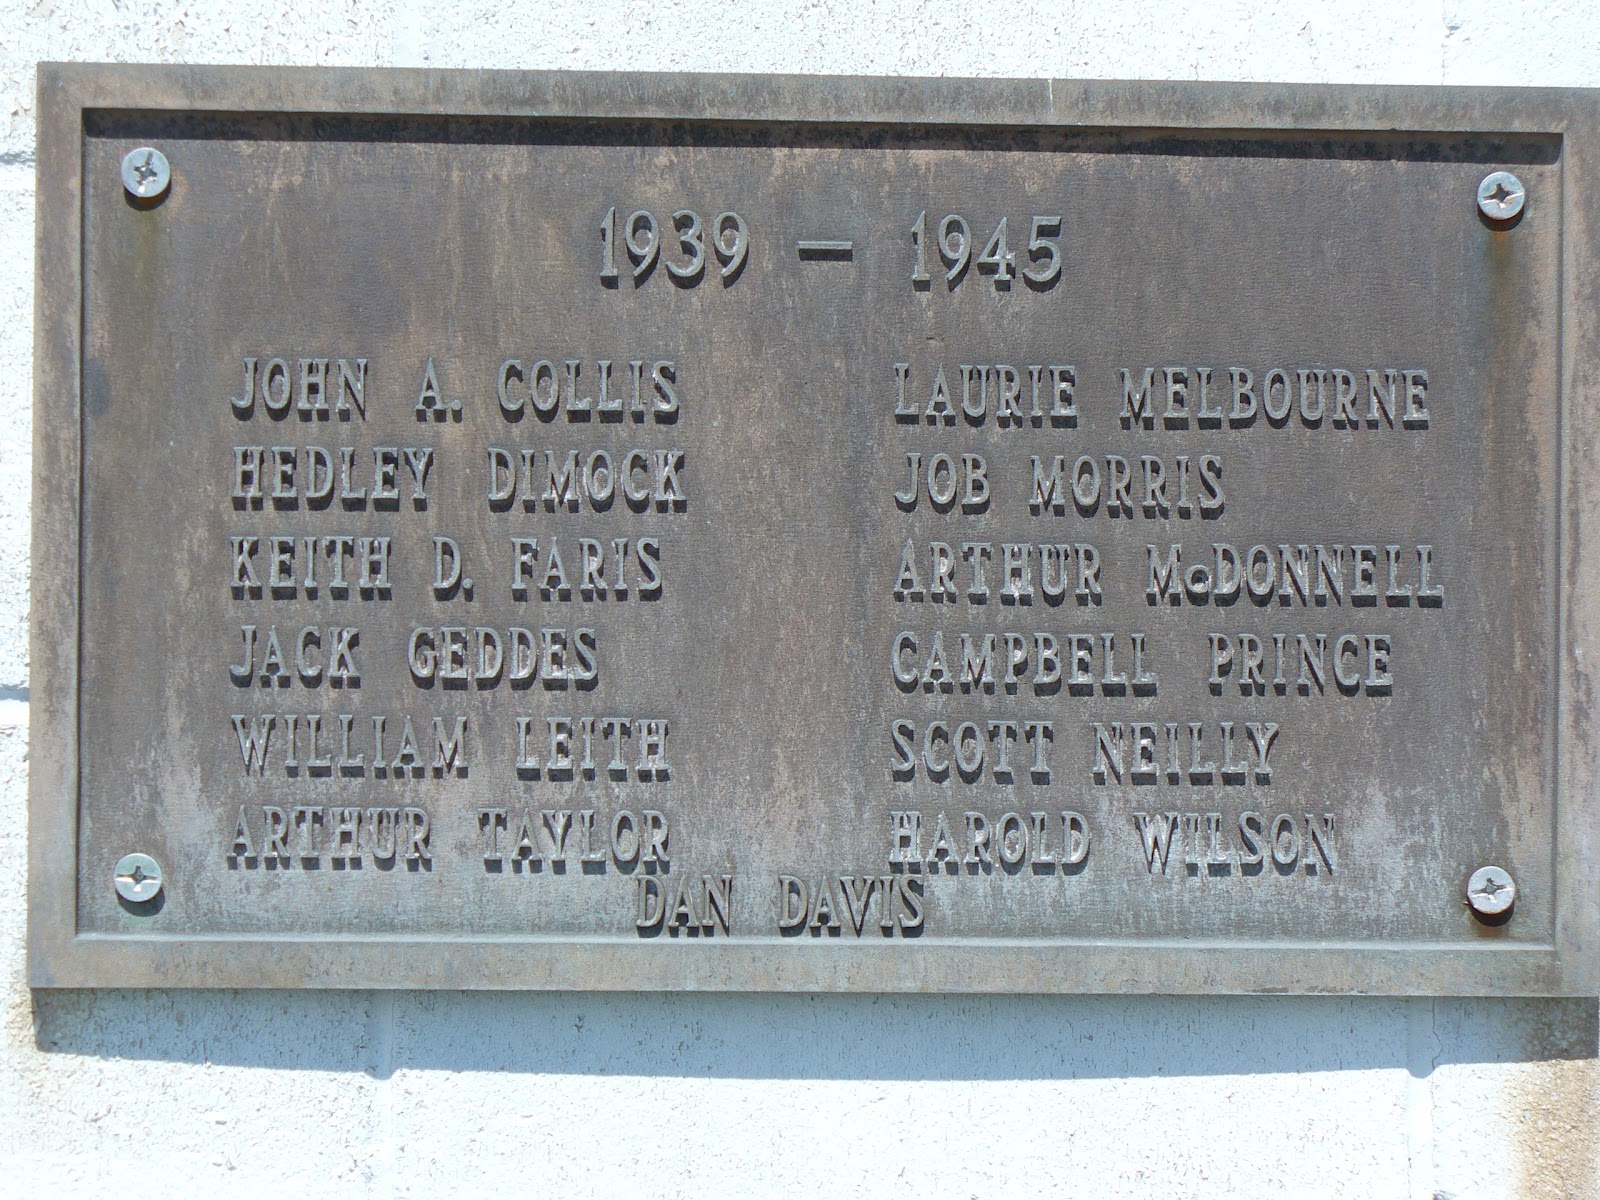 1939 — 1945
JOHN A. COLLIS
HEDLEY DIMOCK
KEITH D. FARIS
JACK GEDDES
WILLIAM LEITH
ARTHUR TAYLOR
LAURIE MELBOURNE
JOB MORRIS
ARTHUR McDONNELL
CAMPBELL PRINCE
SCOTT NEILLY
HAROLD WILSON
DAN DAVIS